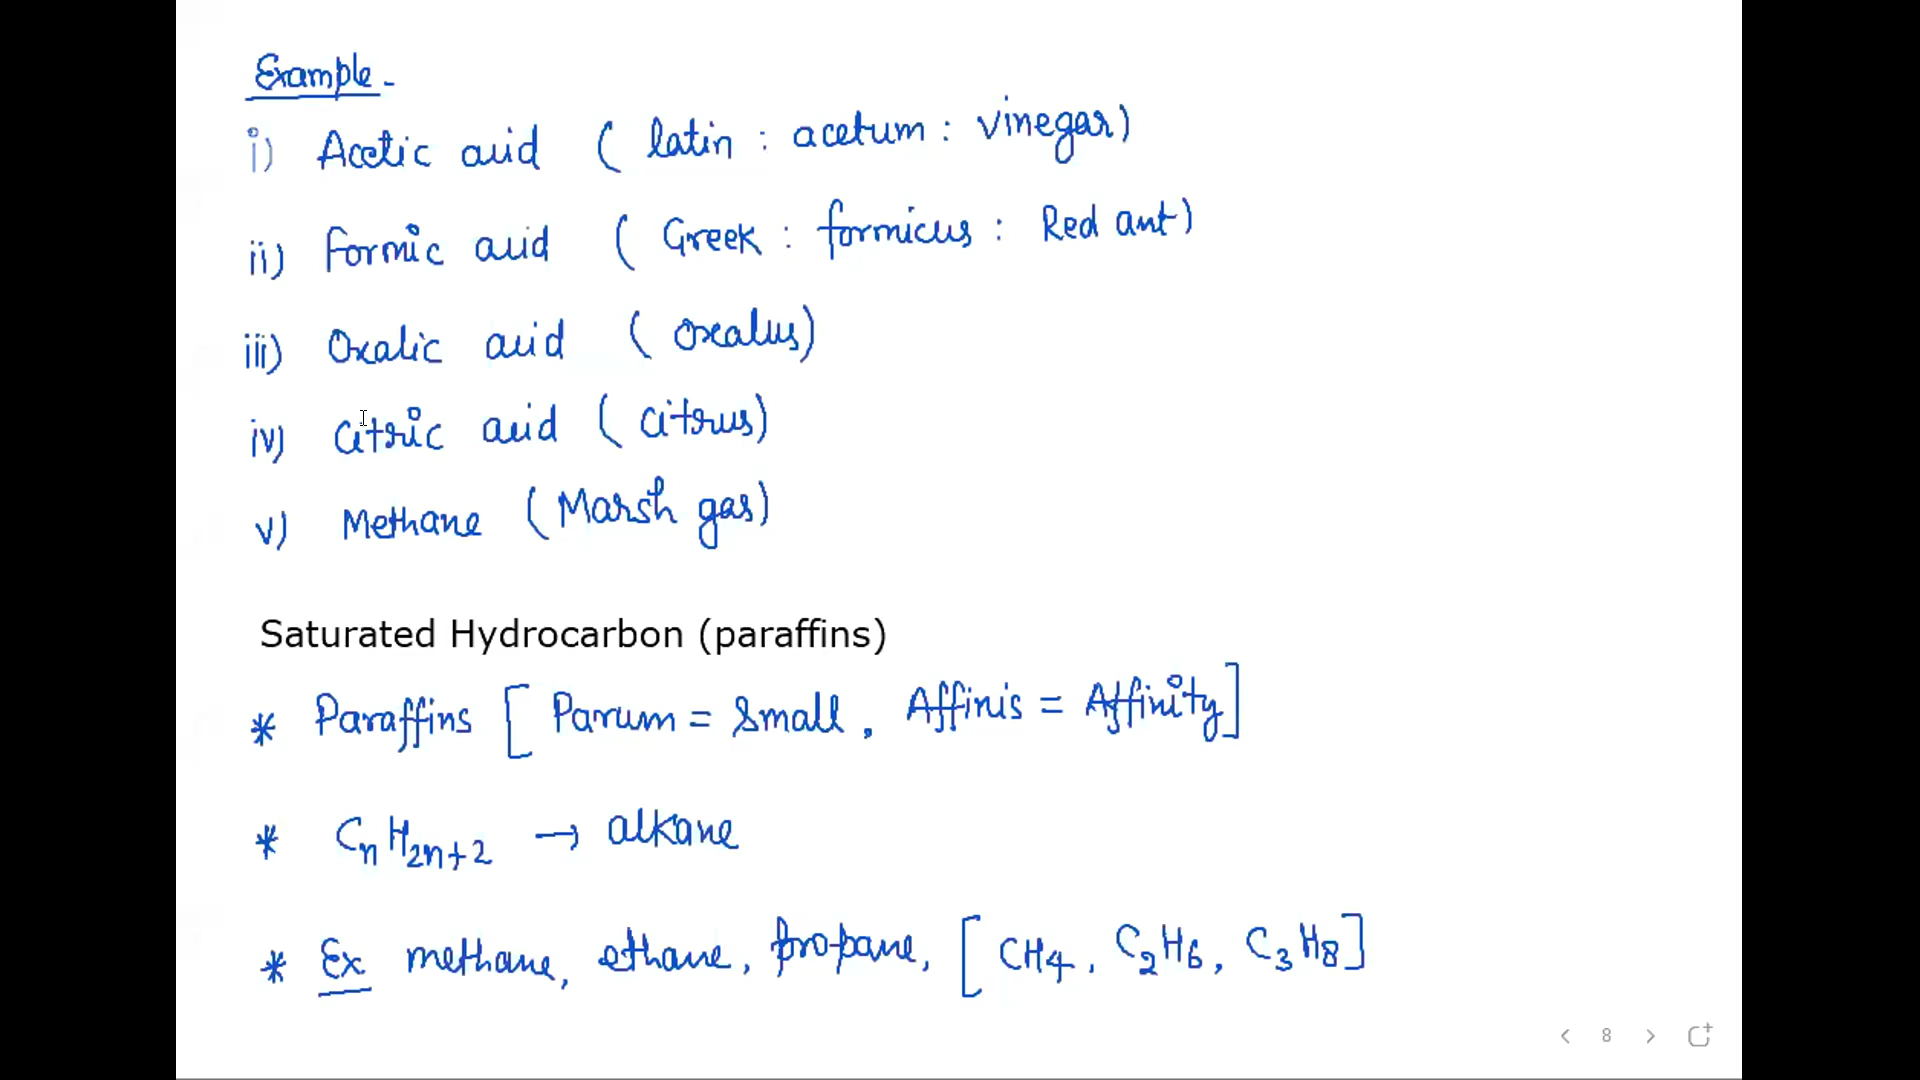 Example -
i) Acetic acid ( latin : acetum : vinegar)
ii) Formic acid ( Greek : formicus : Red ant)
iii) Oxalic acid ( oxalus)
iv) Citric acid ( citrus)
v) Methane ( Marsh gas)
Saturated Hydrocarbon (paraffins)
* Paraffins [ Parum = Small , Affinis = Affinity]
* CₙH₂ₙ₊₂ → alkane
* Ex methane, ethane, propane, [ CH4 , C₂H₆ , C₃H₈]
8